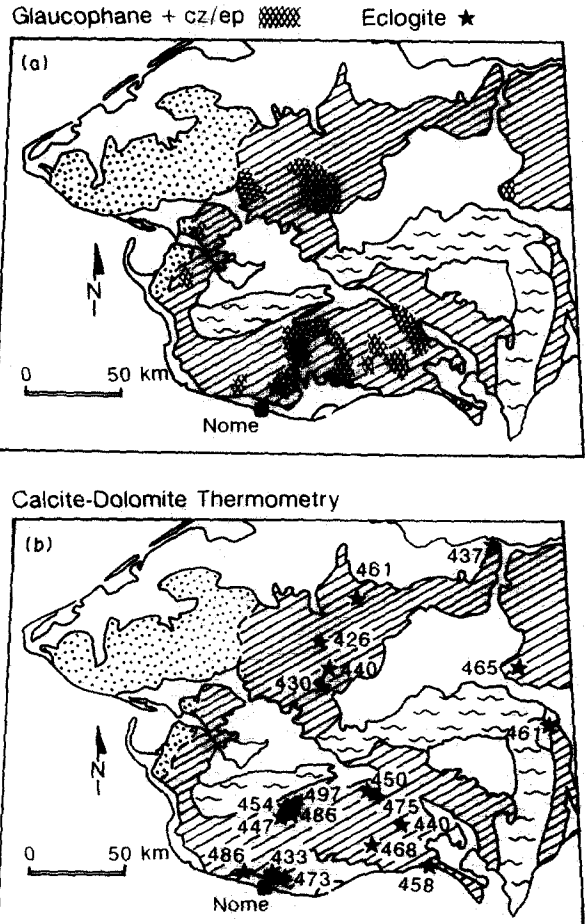 Glaucophane + cz/ep Eclogite ★
(a)
N
0 50 km
Nome
Calcite-Dolomite Thermometry
(b)
437
461
426
440
465
430
461
450
497
454
475
486
440
447
468
486
433
458
473
N
0 50 km
Nome